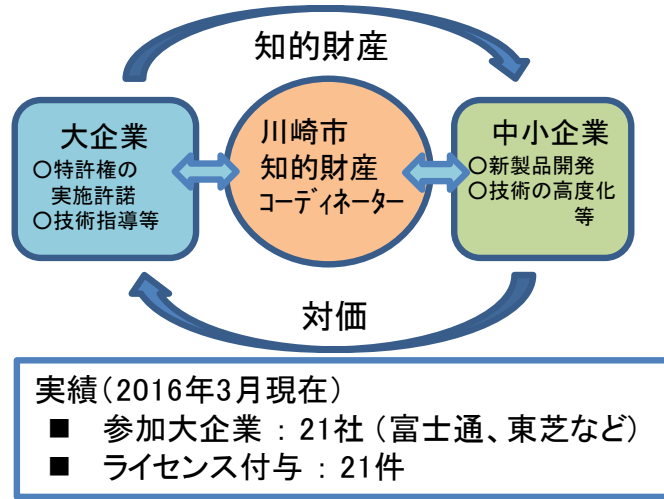 知的財産
大企業
○特許権の
実施許諾
○技術指導等
川崎市
知的財産
コーディネーター
中小企業
○新製品開発
○技術の高度化
等
対価
実績(2016年3月現在)
■ 参加大企業 : 21社 (富士通、東芝など)
■ ライセンス付与 : 21件